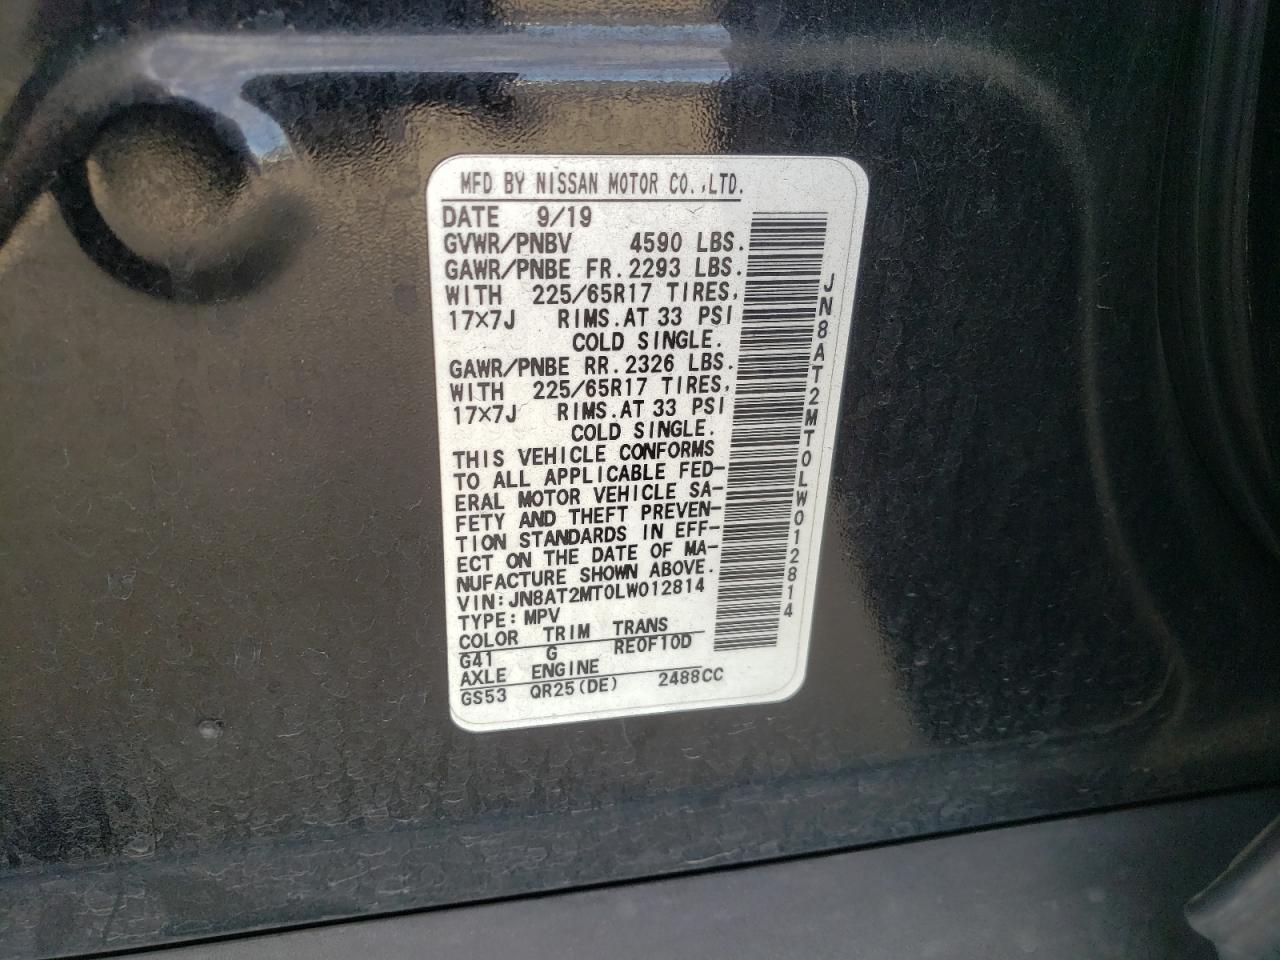 MFD BY NISSAN MOTOR CO.,LTD.
DATE 9/19
GVWR/PNBV 4590 LBS.
GAWR/PNBE FR.2293 LBS.
WITH 225/65R17 TIRES,
17×7J RIMS.AT 33 PSI
COLD SINGLE.
GAWR/PNBE RR.2326 LBS.
WITH 225/65R17 TIRES,
17×7J RIMS.AT 33 PSI
COLD SINGLE.
THIS VEHICLE CONFORMS
TO ALL APPLICABLE FED-
ERAL MOTOR VEHICLE SA-
FETY AND THEFT PREVEN-
TION STANDARDS IN EFF-
ECT ON THE DATE OF MA-
NUFACTURE SHOWN ABOVE.
VIN:JN8AT2MT0LW012814
TYPE:MPV
COLOR TRIM TRANS
G41 G RE0F10D
AXLE ENGINE
GS53 QR25(DE) 2488CC
JN8AT2MT0LW012814